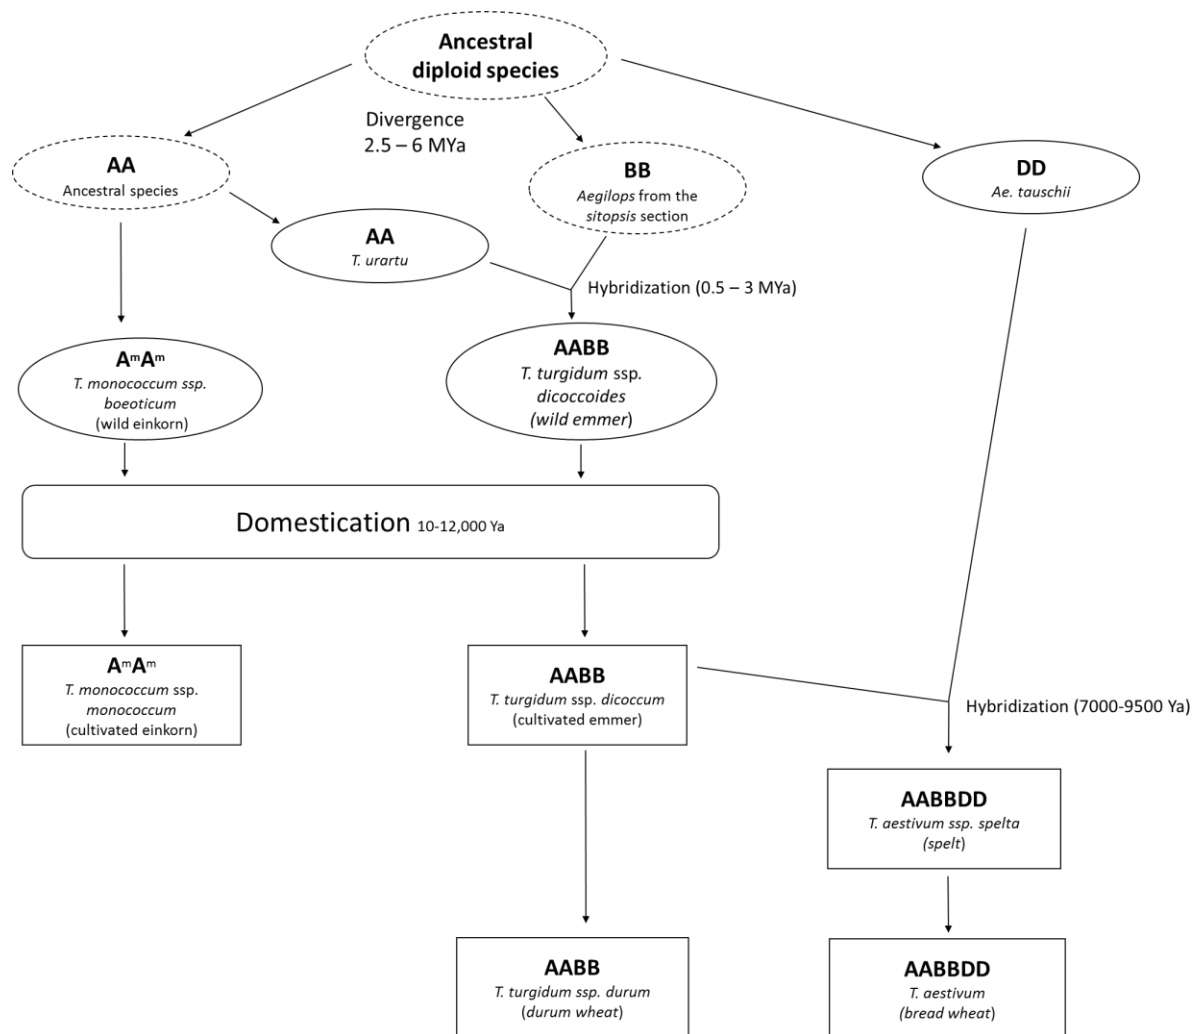 Ancestral
diploid species
Divergence
2.5 – 6 MYa
AA
Ancestral species
BB
Aegilops from the
sitopsis section
DD
Ae. tauschii
AA
T. urartu
Hybridization (0.5 – 3 MYa)
AᵐAᵐ
T. monococcum ssp.
boeoticum
(wild einkorn)
AABB
T. turgidum ssp.
dicoccoides
(wild emmer)
Domestication 10-12,000 Ya
AᵐAᵐ
T. monococcum ssp.
monococcum
(cultivated einkorn)
AABB
T. turgidum ssp. dicoccum
(cultivated emmer)
Hybridization (7000-9500 Ya)
AABBDD
T. aestivum ssp. spelta
(spelt)
AABB
T. turgidum ssp. durum
(durum wheat)
AABBDD
T. aestivum
(bread wheat)